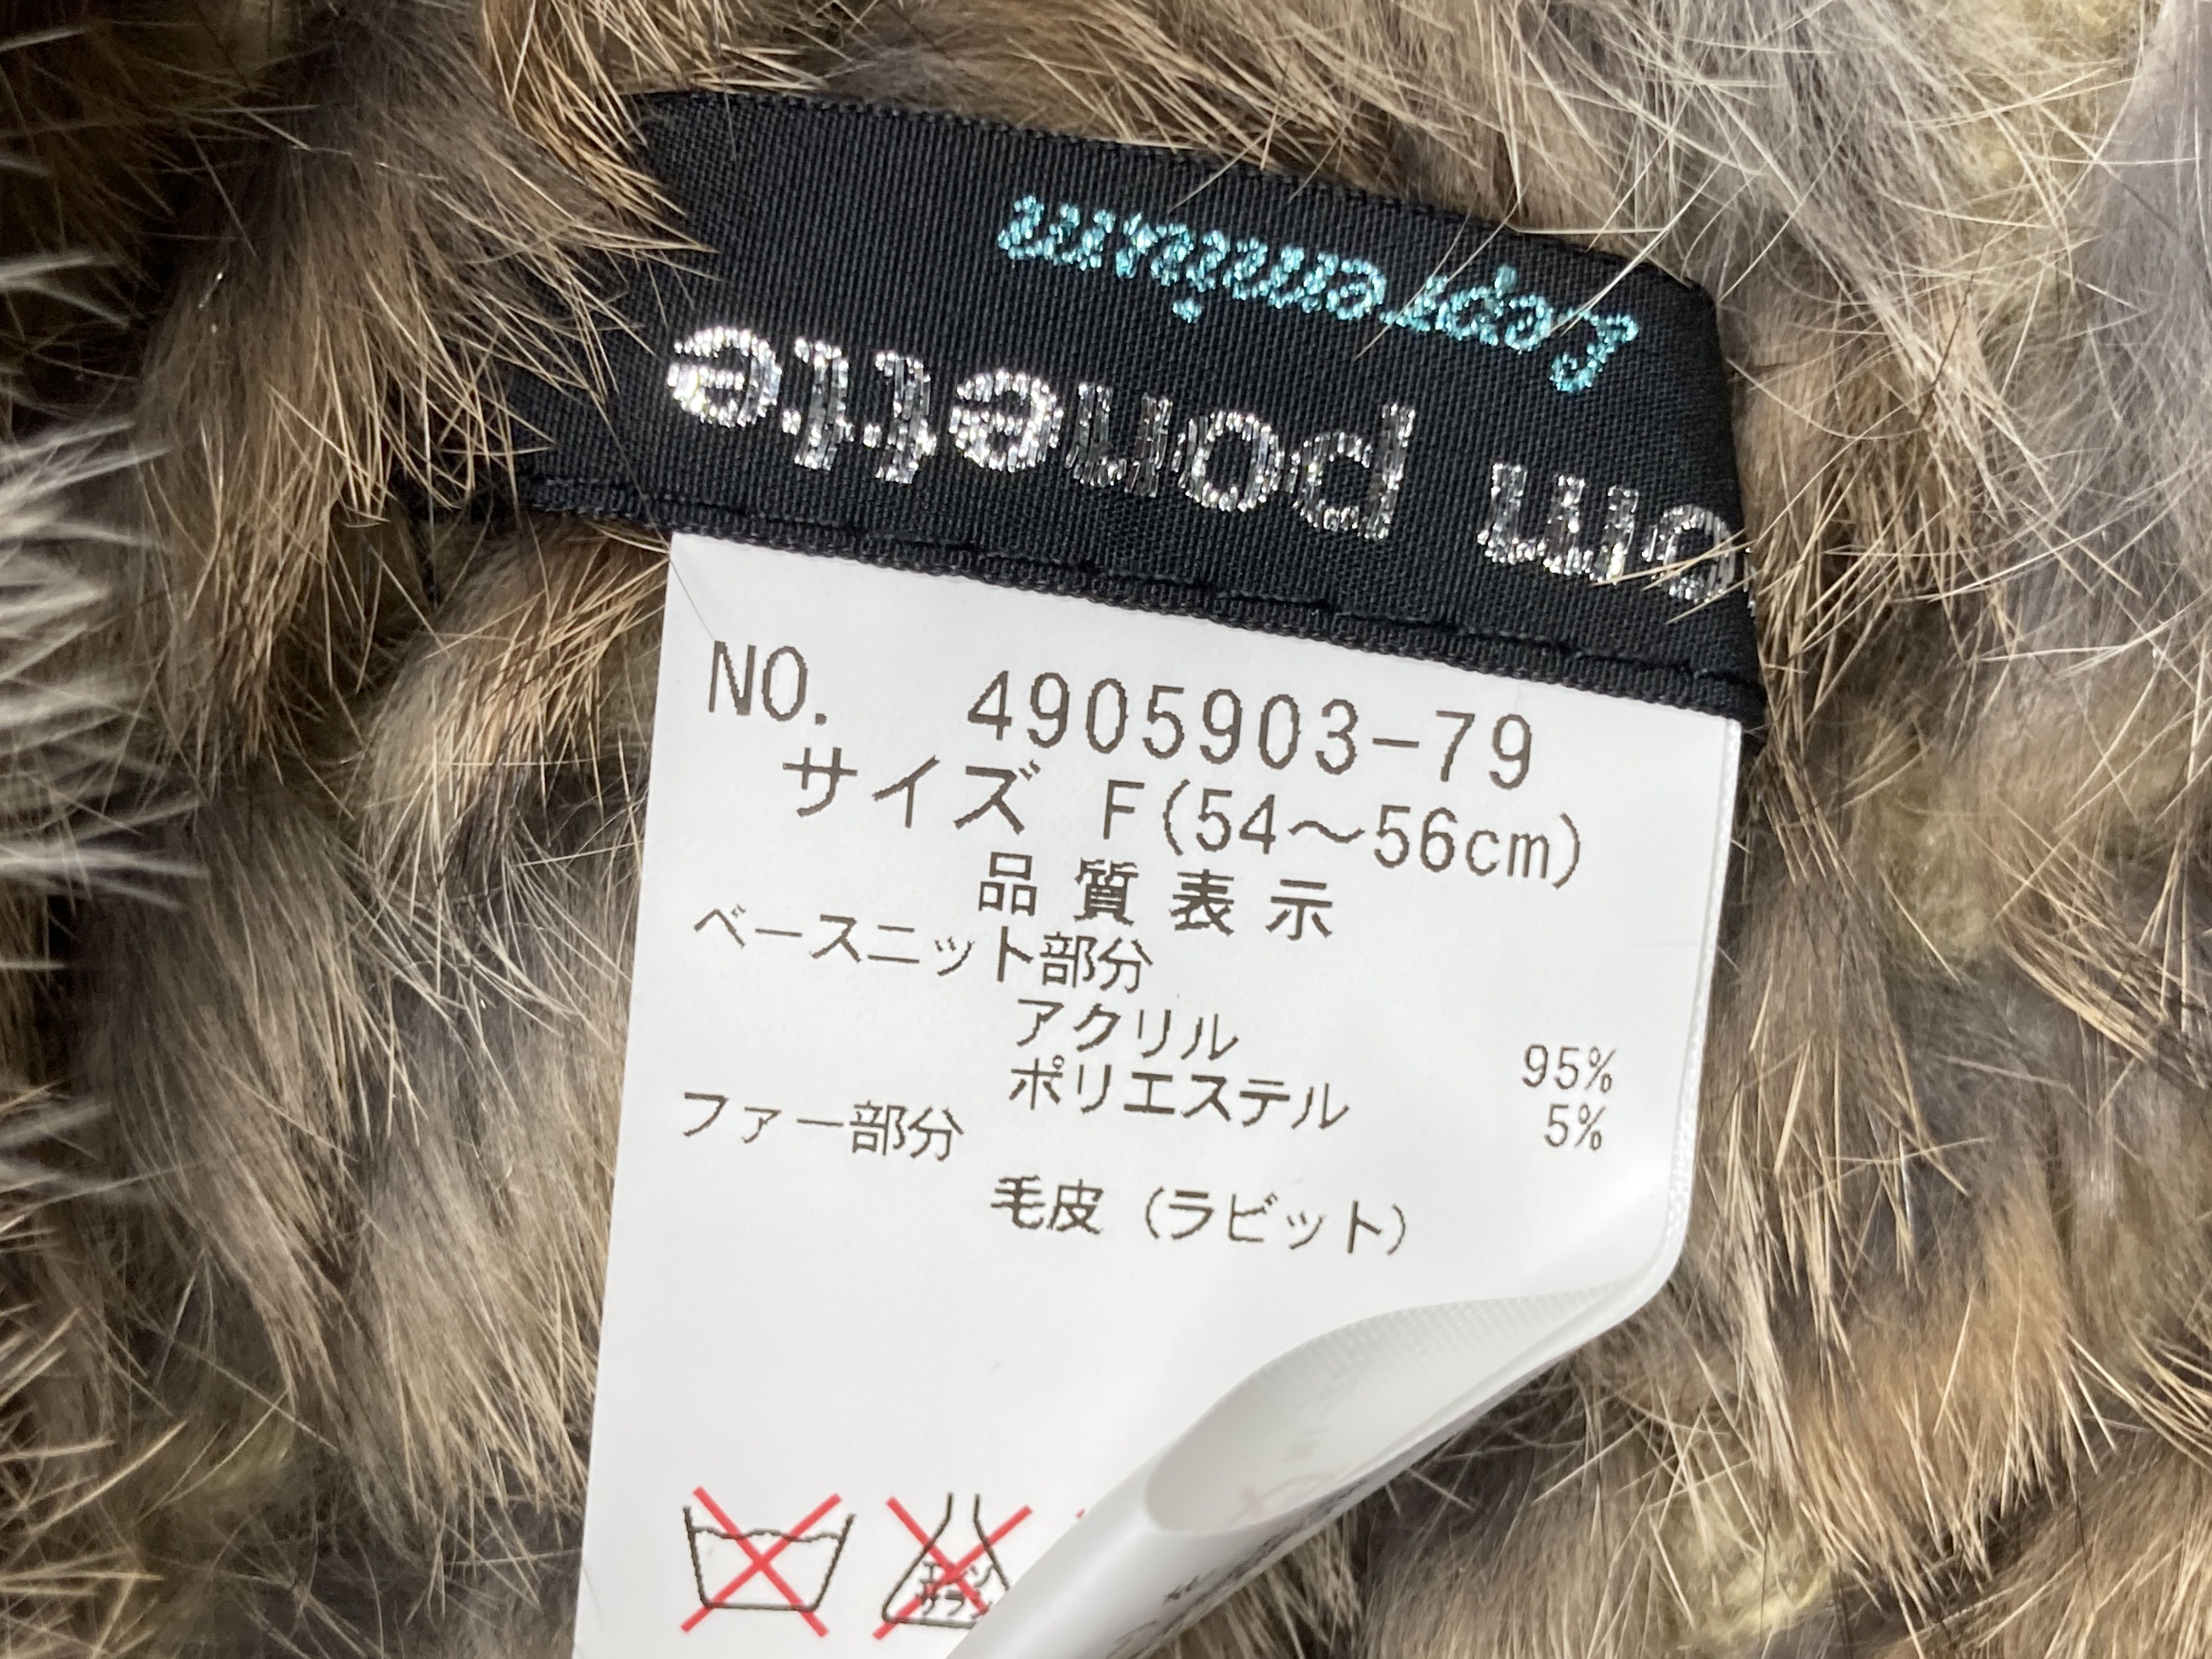 om ponette
Lepremium
NO. 4905903-79
サイズ F(54～56cm)
品質表示
ベースニット部分
アクリル 95%
ポリエステル 5%
ファー部分
毛皮（ラビット）